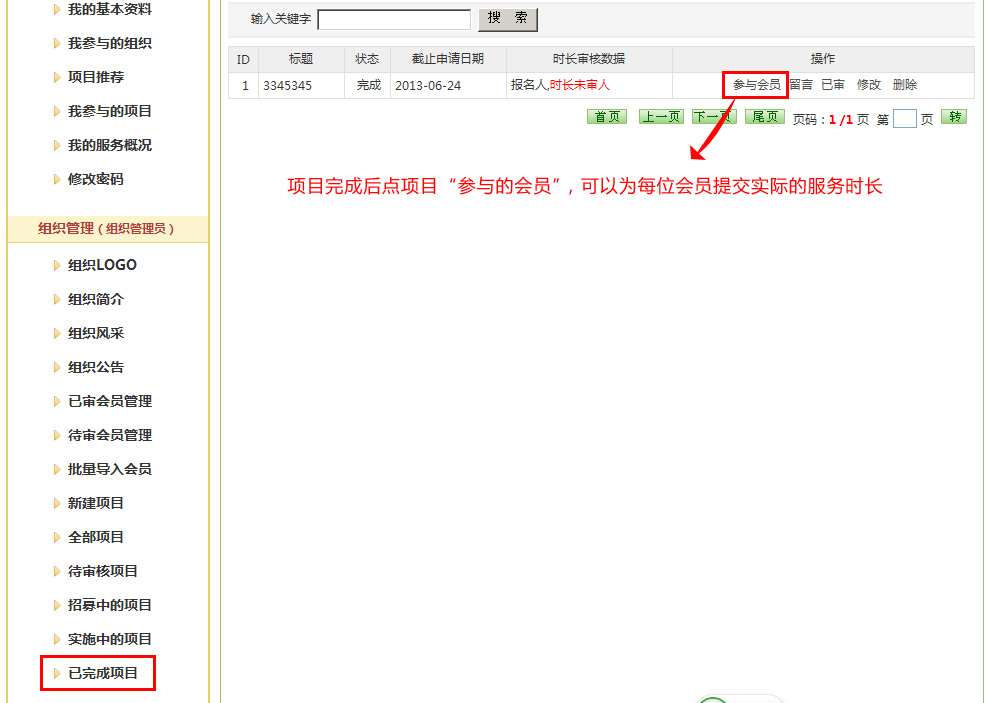 我的基本资料
我参与的组织
项目推荐
我参与的项目
我的服务概况
修改密码
组织管理（组织管理员）
组织LOGO
组织简介
组织风采
组织公告
已审会员管理
待审会员管理
批量导入会员
新建项目
全部项目
待审核项目
招募中的项目
实施中的项目
已完成项目
输入关键字 搜 索
ID 标题 状态 截止申请日期 时长审核数据 操作
1 3345345 完成 2013-06-24 报名人,时长未审人 参与会员 留言 已审 修改 删除
首页 上一页 下一页 尾页 页码：1 /1 页 第 页 转
项目完成后点项目“参与的会员”，可以为每位会员提交实际的服务时长